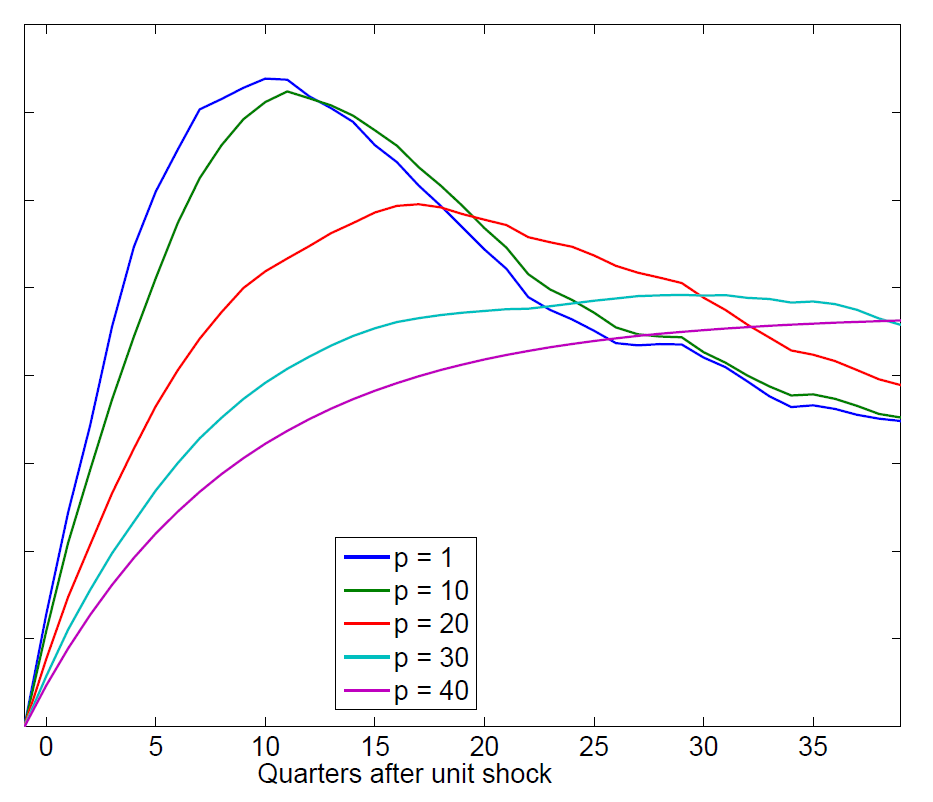 p = 1
p = 10
p = 20
p = 30
p = 40
0 5 10 15 20 25 30 35
Quarters after unit shock